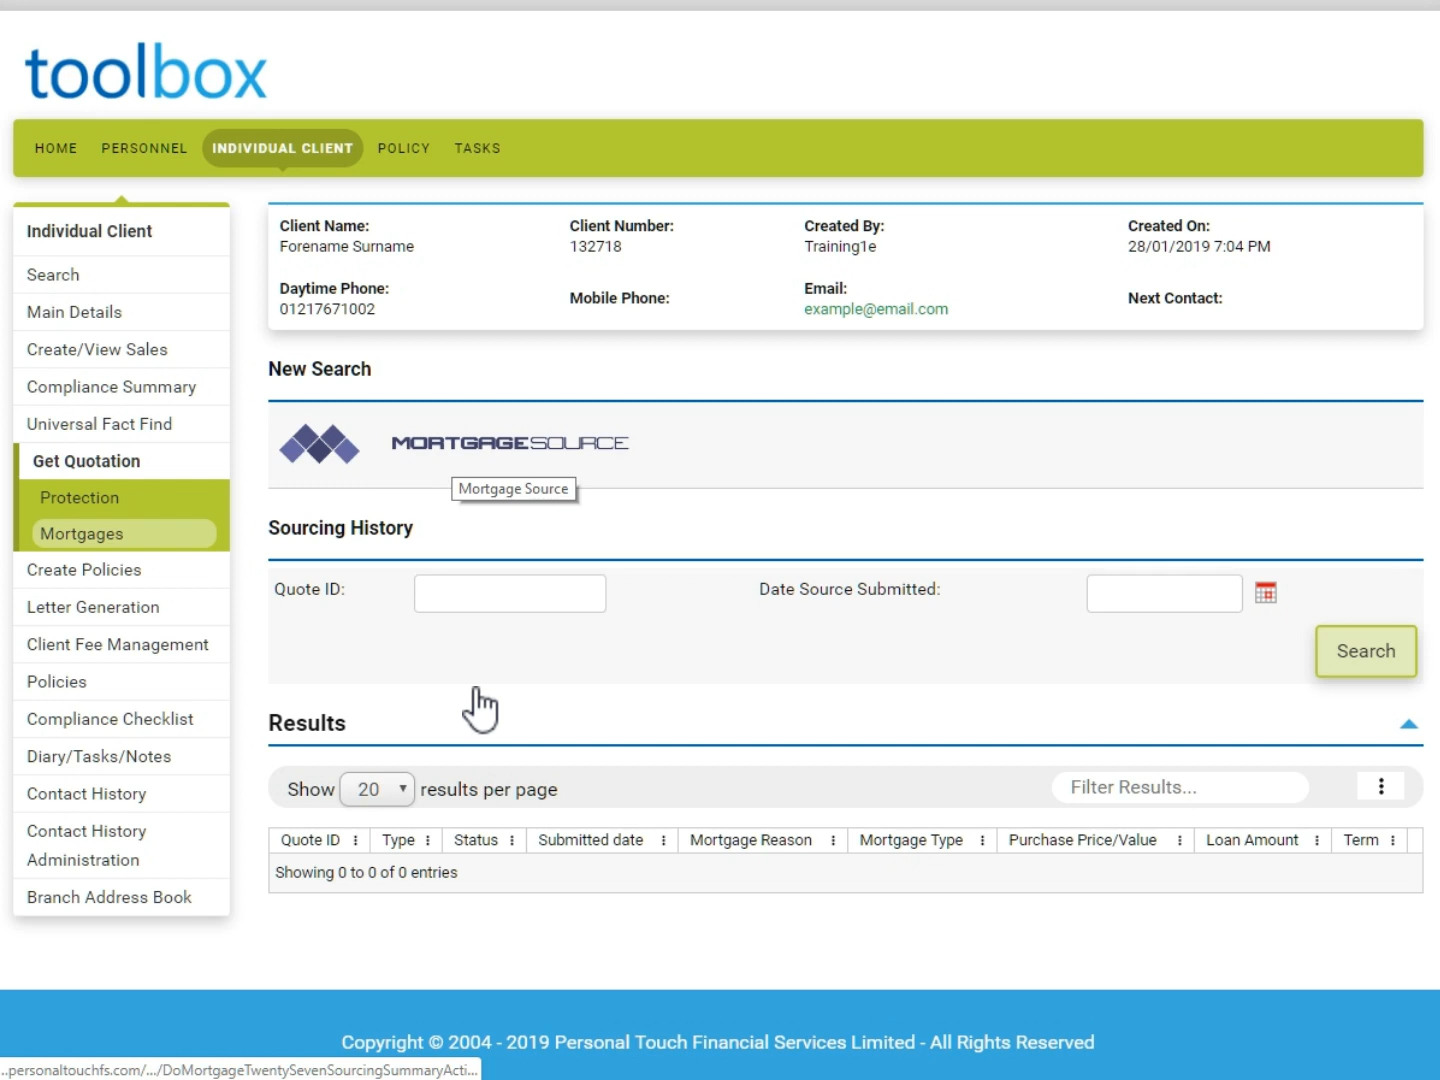 toolbox
HOME PERSONNEL INDIVIDUAL CLIENT POLICY TASKS
Individual Client
Search
Main Details
Create/View Sales
Compliance Summary
Universal Fact Find
Get Quotation
Protection
Mortgages
Create Policies
Letter Generation
Client Fee Management
Policies
Compliance Checklist
Diary/Tasks/Notes
Contact History
Contact History
Administration
Branch Address Book
Client Name: Client Number: Created By: Created On:
Forename Surname 132718 Training1e 28/01/2019 7:04 PM
Daytime Phone: Mobile Phone: Email: Next Contact:
01217671002 example@email.com
New Search
MORTGAGESOURCE
Mortgage Source
Sourcing History
Quote ID: Date Source Submitted:
Search
Results
Show 20 results per page Filter Results...
Quote ID Type Status Submitted date Mortgage Reason Mortgage Type Purchase Price/Value Loan Amount Term
Showing 0 to 0 of 0 entries
Copyright © 2004 - 2019 Personal Touch Financial Services Limited - All Rights Reserved
...personaltouchfs.com/.../DoMortgageTwentySevenSourcingSummaryActi...